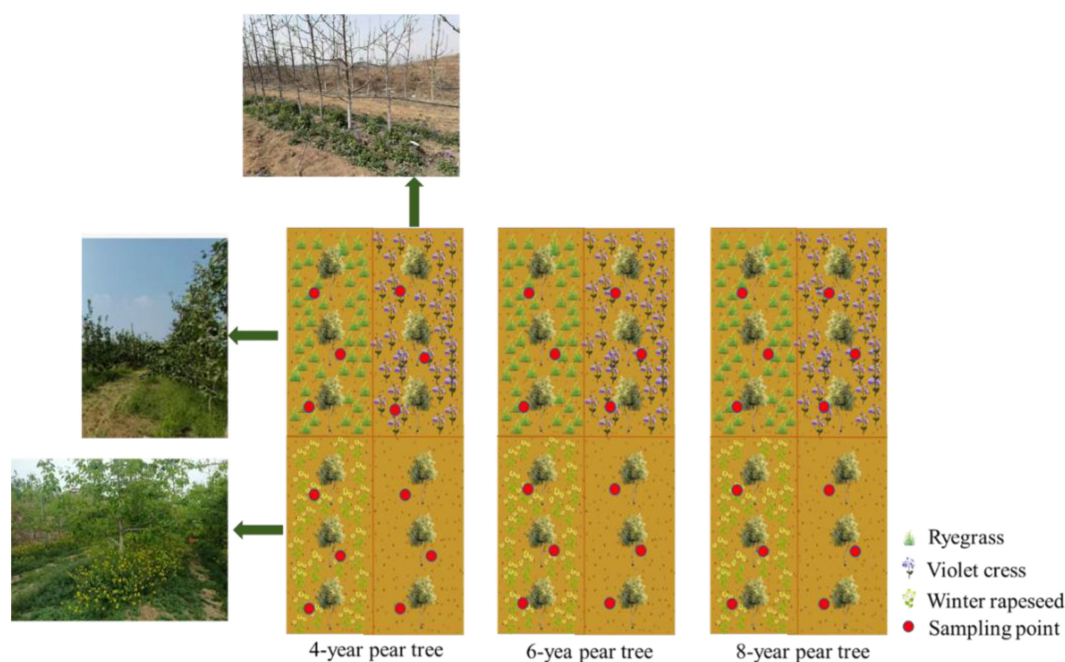 Ryegrass
Violet cress
Winter rapeseed
Sampling point
4-year pear tree
6-yea pear tree
8-year pear tree